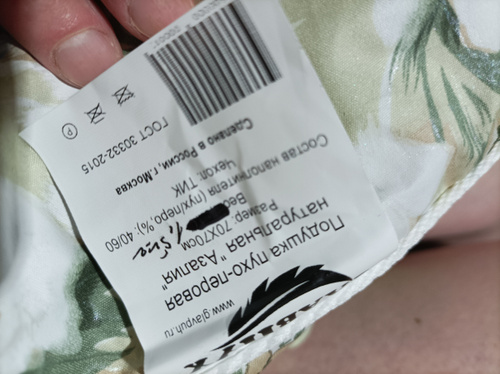 www.glavpuh.ru
Подушка пухо-перовая
натуральная "Азалия"
Размер: 70Х70см
Вес:
Состав наполнителя (пух/перо,%): 40/60
Чехол: ТИК
Сделано в России, г.Москва
ГОСТ 30332-2015
P